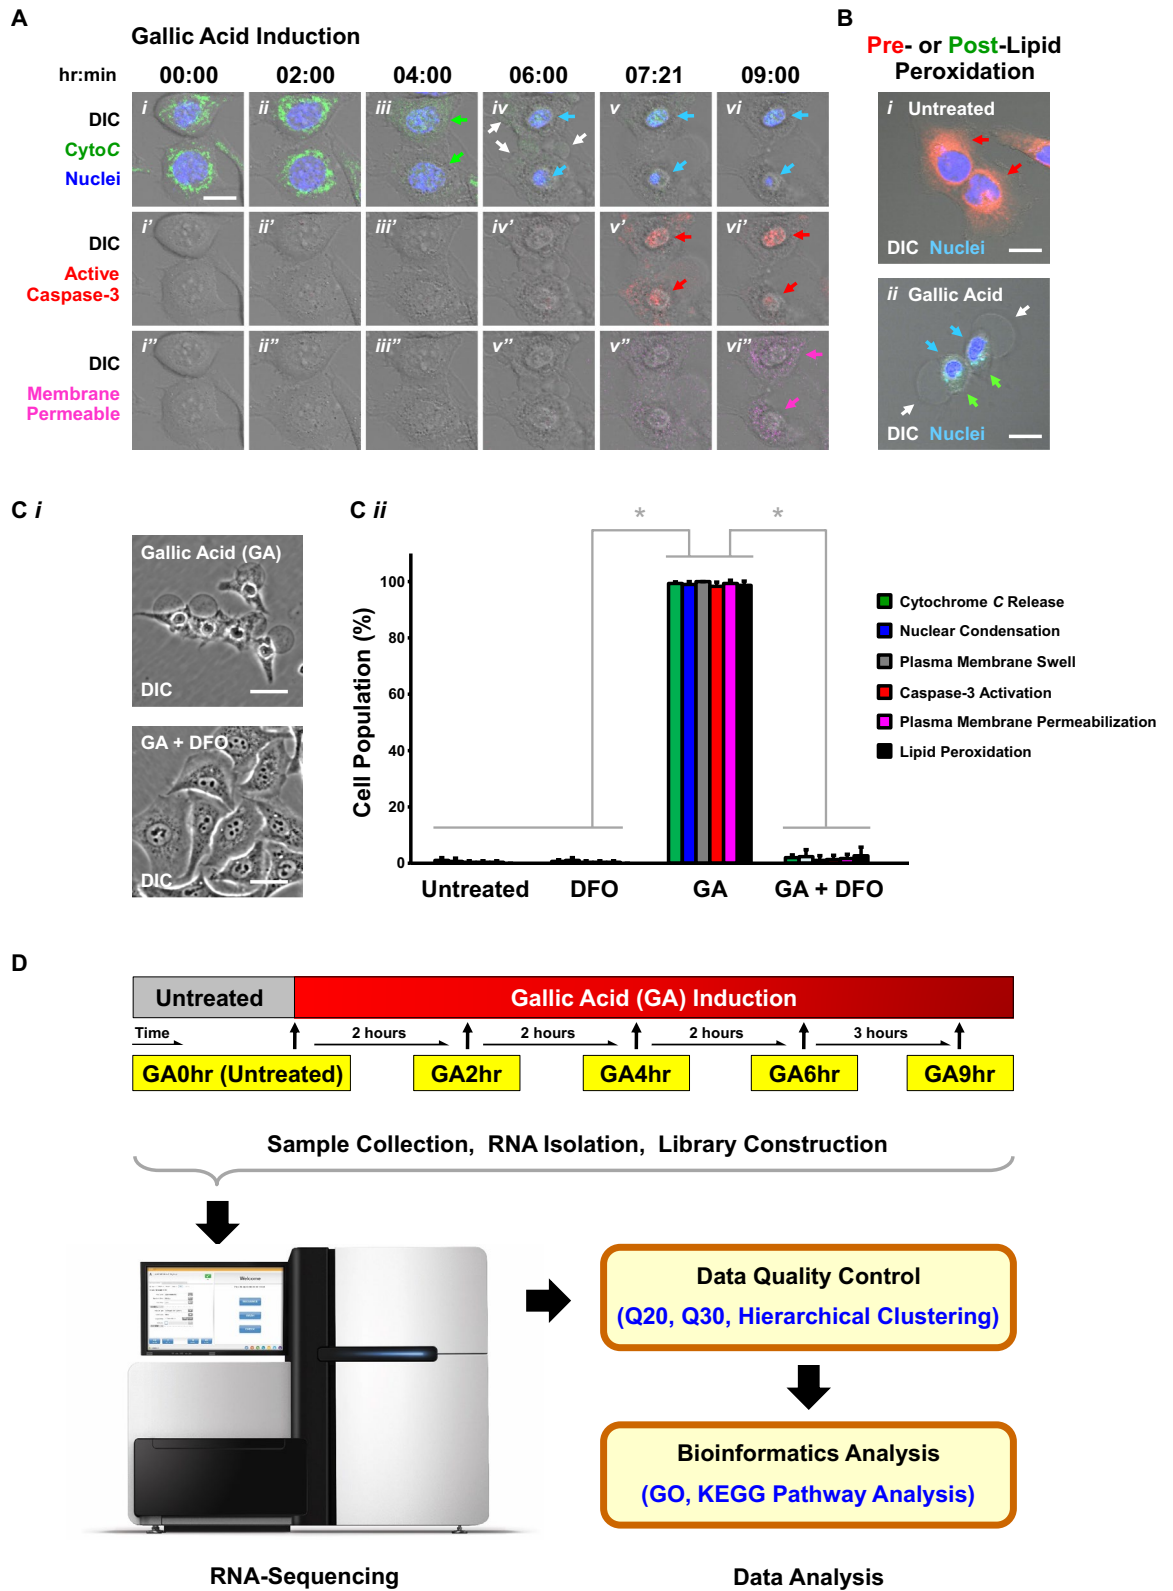 A
Gallic Acid Induction
hr:min 00:00 02:00 04:00 06:00 07:21 09:00
DIC
CytoC
Nuclei
i ii iii iv v vi
DIC
Active
Caspase-3
i' ii' iii' iv' v' vi'
DIC
Membrane
Permeable
i'' ii'' iii'' v'' v'' vi''
B
Pre- or Post-Lipid
Peroxidation
i Untreated
DIC Nuclei
ii Gallic Acid
DIC Nuclei
C i
Gallic Acid (GA)
DIC
GA + DFO
DIC
C ii
* *
Cell Population (%)
100
80
60
40
20
0
Untreated DFO GA GA + DFO
Cytochrome C Release
Nuclear Condensation
Plasma Membrane Swell
Caspase-3 Activation
Plasma Membrane Permeabilization
Lipid Peroxidation
D
Untreated Gallic Acid (GA) Induction
Time 2 hours 2 hours 2 hours 3 hours
GA0hr (Untreated) GA2hr GA4hr GA6hr GA9hr
Sample Collection, RNA Isolation, Library Construction
Welcome
Data Quality Control
(Q20, Q30, Hierarchical Clustering)
Bioinformatics Analysis
(GO, KEGG Pathway Analysis)
RNA-Sequencing Data Analysis